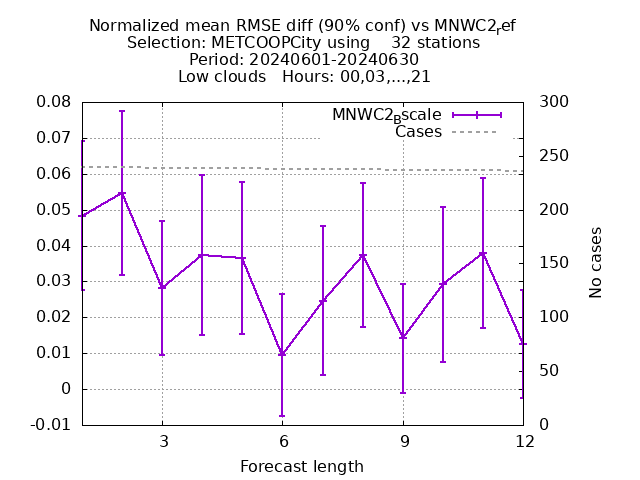 Normalized mean RMSE diff (90% conf) vs MNWC2ref
Selection: METCOOPCity using    32 stations
Period: 20240601-20240630
Low clouds   Hours: 00,03,...,21
0.08
0.07
0.06
0.05
0.04
0.03
0.02
0.01
0
-0.01
300
250
200
150
100
50
0
MNWC2Bscale
Cases
No cases
3
6
9
12
Forecast length